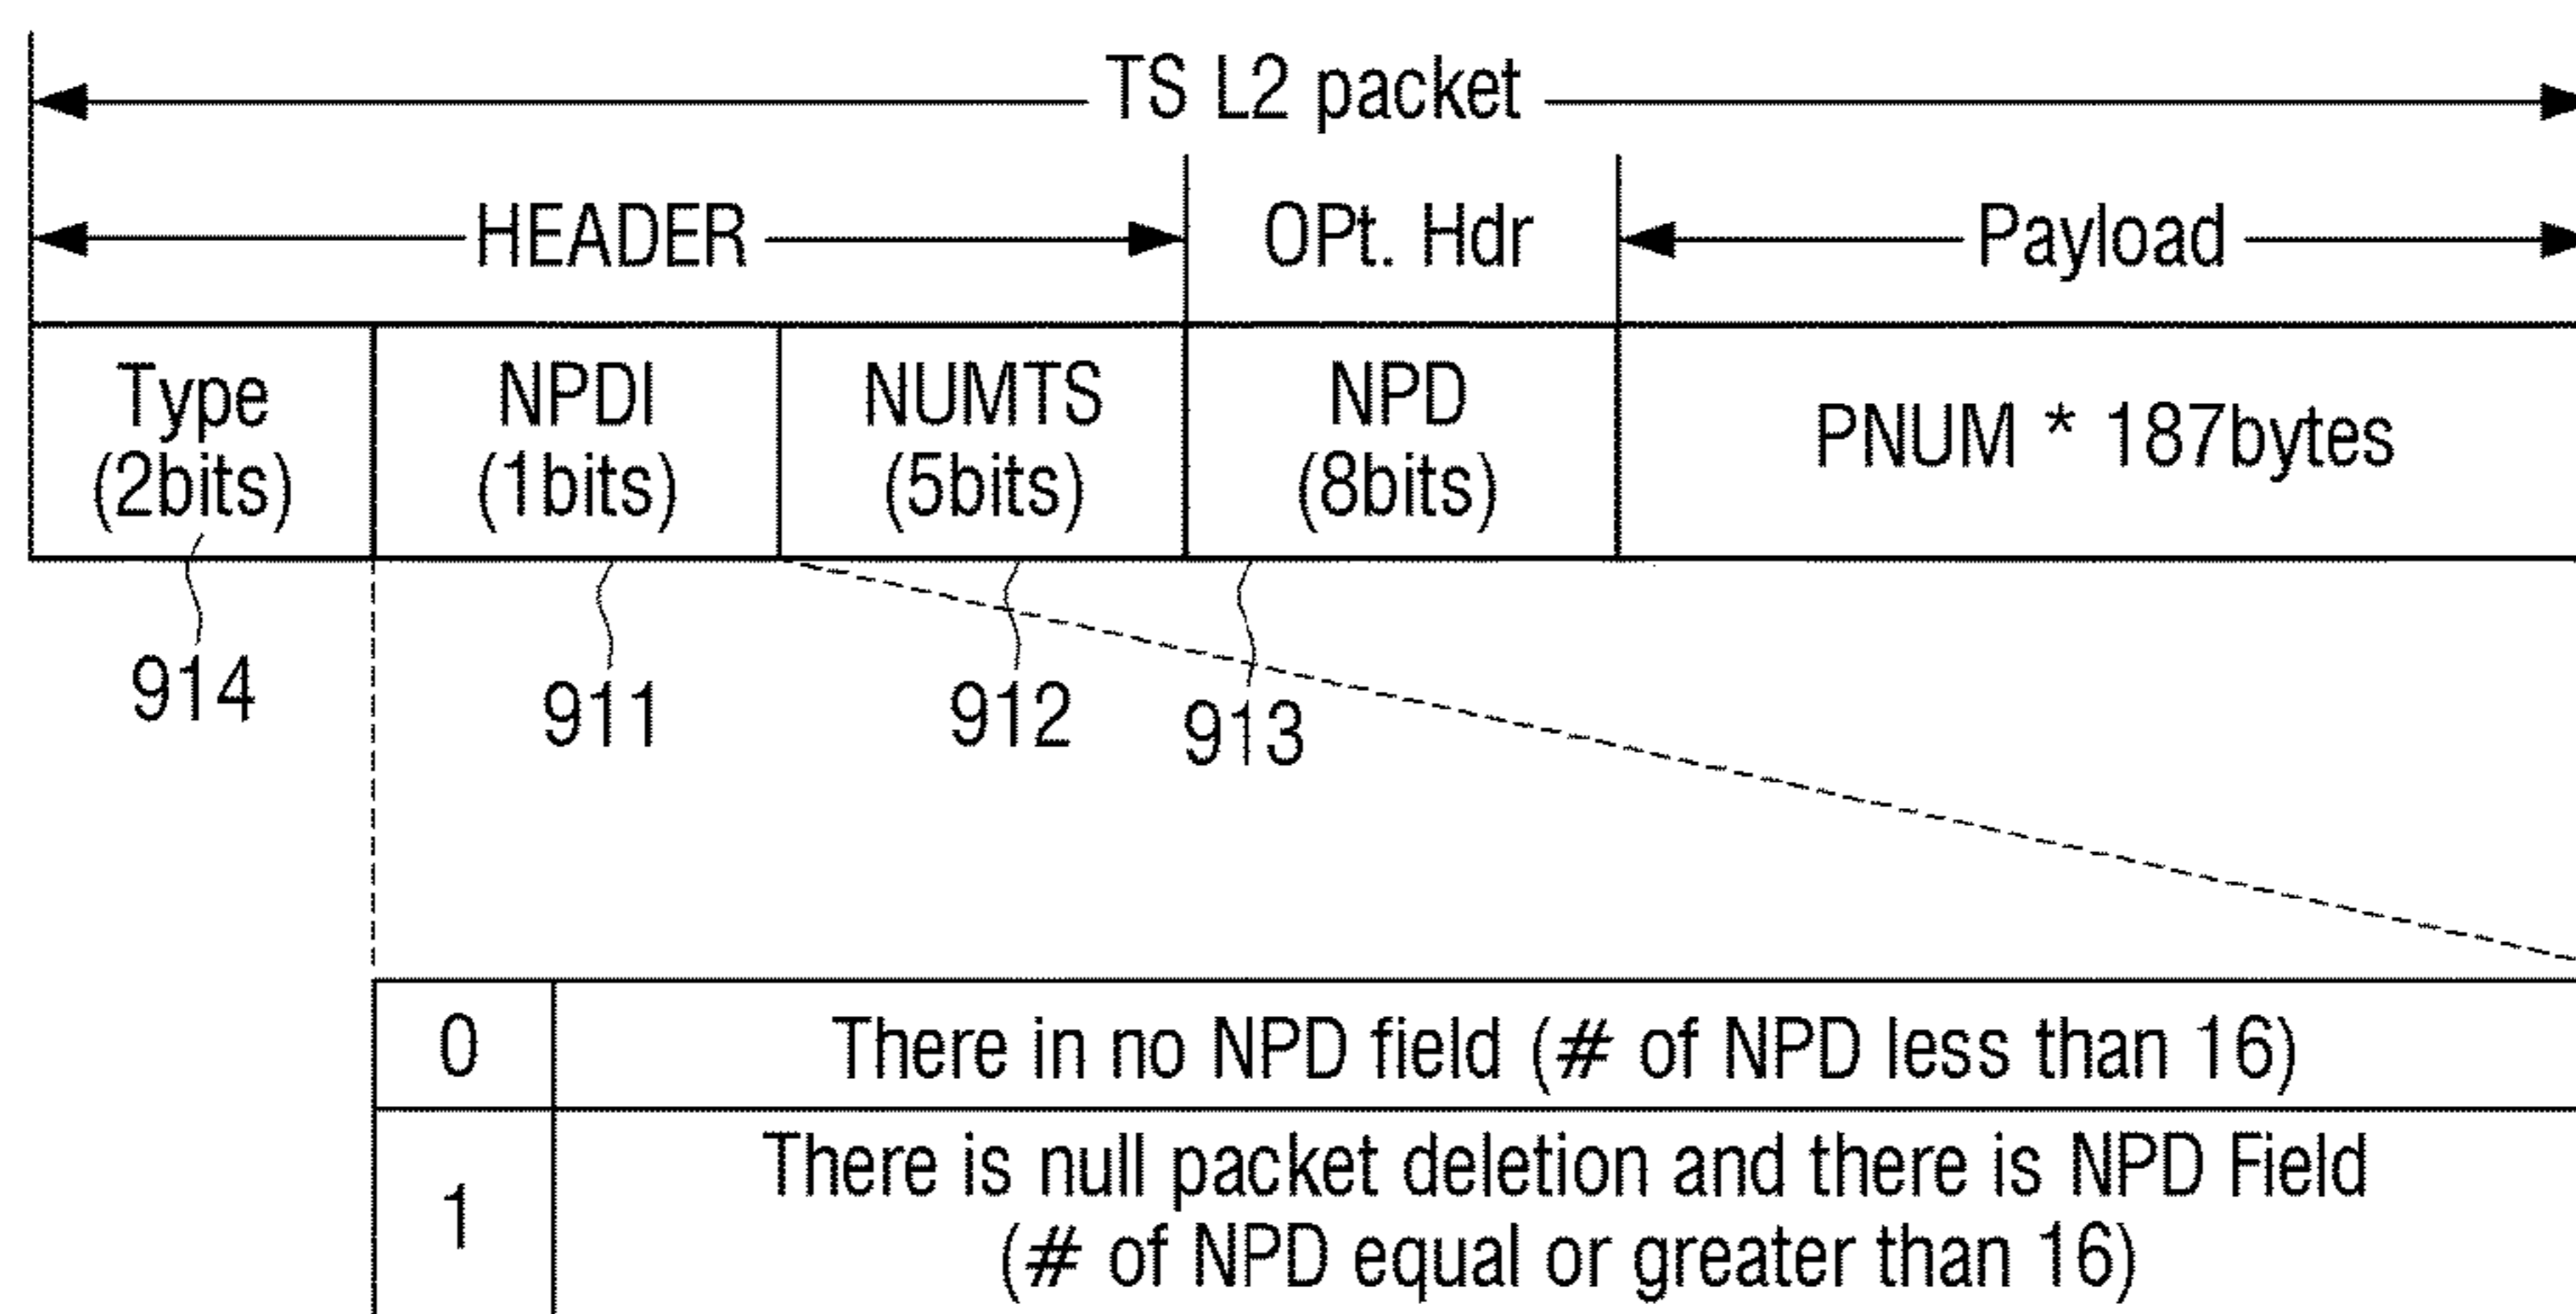 TS L2 packet
HEADER
OPt. Hdr
Payload
Type
(2bits)
NPDI
(1bits)
NUMTS
(5bits)
NPD
(8bits)
PNUM * 187bytes
914
911
912
913
0
There in no NPD field (# of NPD less than 16)
1
There is null packet deletion and there is NPD Field
(# of NPD equal or greater than 16)